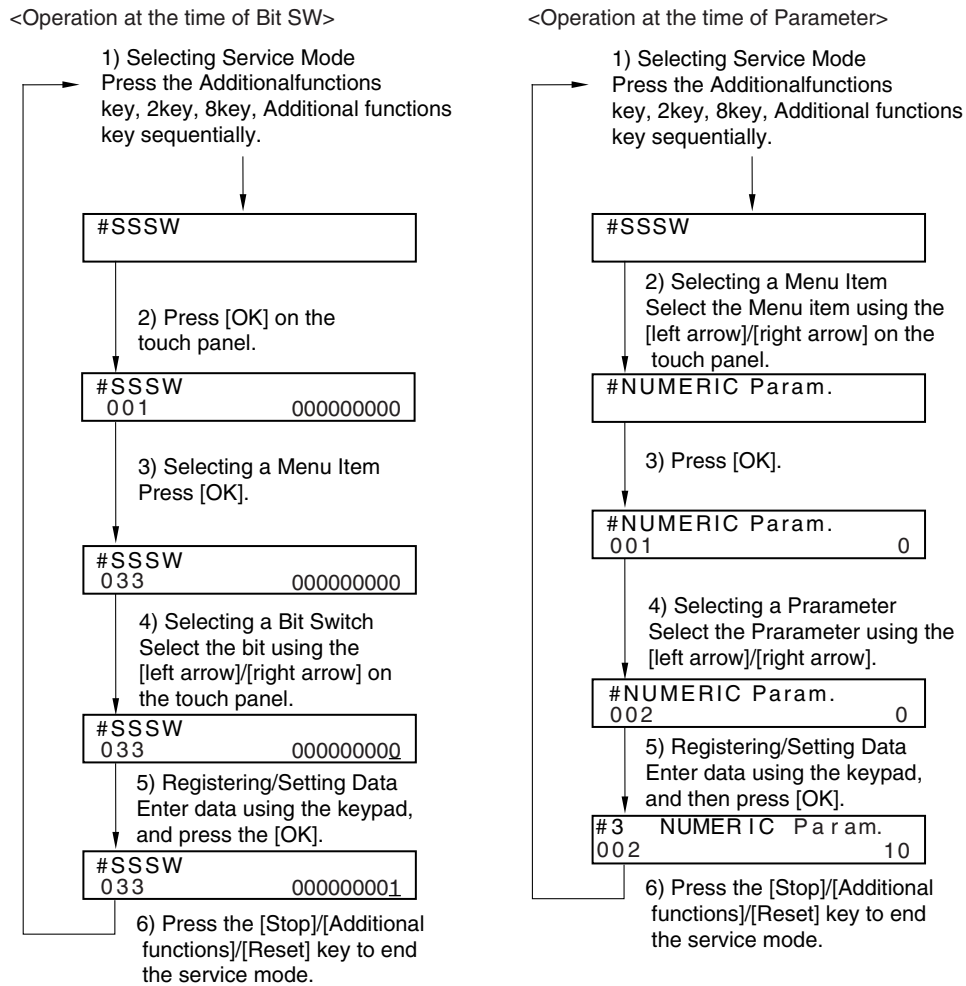 <Operation at the time of Bit SW>
1) Selecting Service Mode
Press the Additionalfunctions
key, 2key, 8key, Additional functions
key sequentially.
#SSSW
2) Press [OK] on the
touch panel.
#SSSW
001 000000000
3) Selecting a Menu Item
Press [OK].
#SSSW
033 000000000
4) Selecting a Bit Switch
Select the bit using the
[left arrow]/[right arrow] on
the touch panel.
#SSSW
033 000000000
5) Registering/Setting Data
Enter data using the keypad,
and press the [OK].
#SSSW
033 000000001
6) Press the [Stop]/[Additional
functions]/[Reset] key to end
the service mode.
<Operation at the time of Parameter>
1) Selecting Service Mode
Press the Additionalfunctions
key, 2key, 8key, Additional functions
key sequentially.
#SSSW
2) Selecting a Menu Item
Select the Menu item using the
[left arrow]/[right arrow] on the
touch panel.
#NUMERIC Param.
3) Press [OK].
#NUMERIC Param.
001 0
4) Selecting a Prarameter
Select the Prarameter using the
[left arrow]/[right arrow].
#NUMERIC Param.
002 0
5) Registering/Setting Data
Enter data using the keypad,
and then press [OK].
#3 NUMERIC Param.
002 10
6) Press the [Stop]/[Additional
functions]/[Reset] key to end
the service mode.